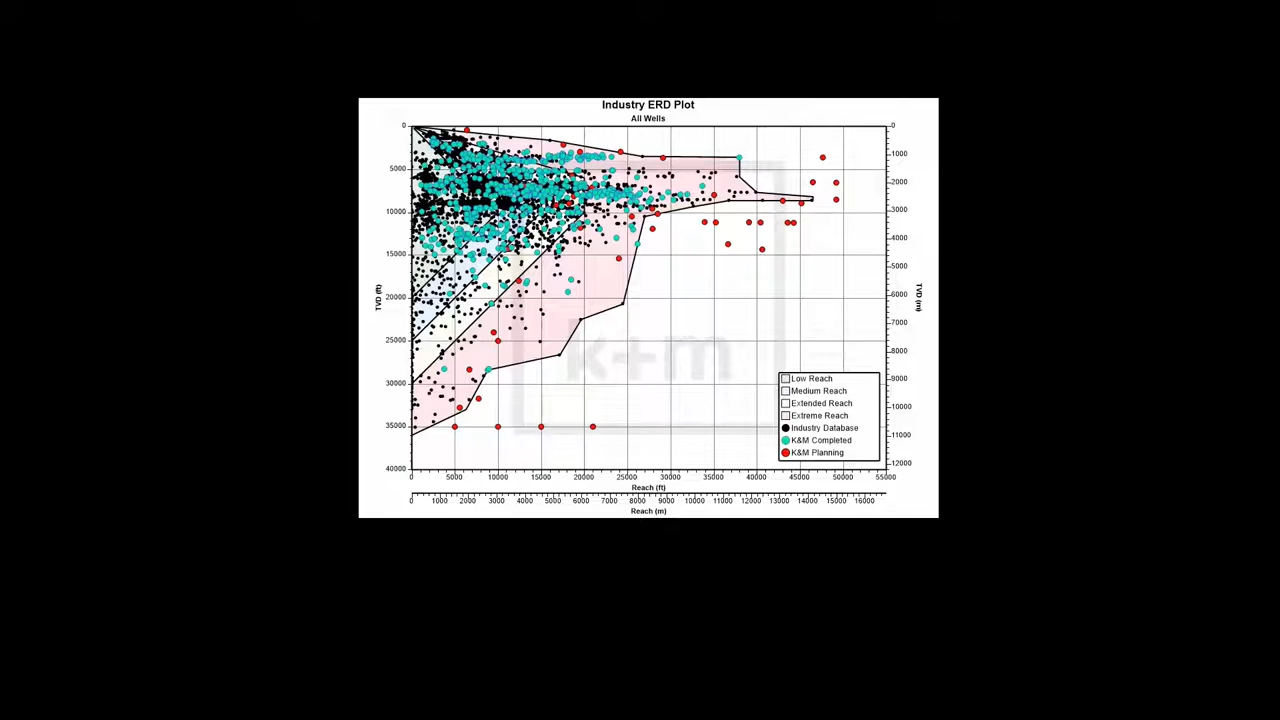 Industry ERD Plot
All Wells
0
5000
10000
15000
20000
25000
30000
35000
40000
TVD (ft)
0
1000
2000
3000
4000
5000
6000
7000
8000
9000
10000
11000
12000
TVD (m)
k+m
Low Reach
Medium Reach
Extended Reach
Extreme Reach
Industry Database
K&M Completed
K&M Planning
0 5000 10000 15000 20000 25000 30000 35000 40000 45000 50000 55000
Reach (ft)
0 1000 2000 3000 4000 5000 6000 7000 8000 9000 10000 11000 12000 13000 14000 15000 16000
Reach (m)